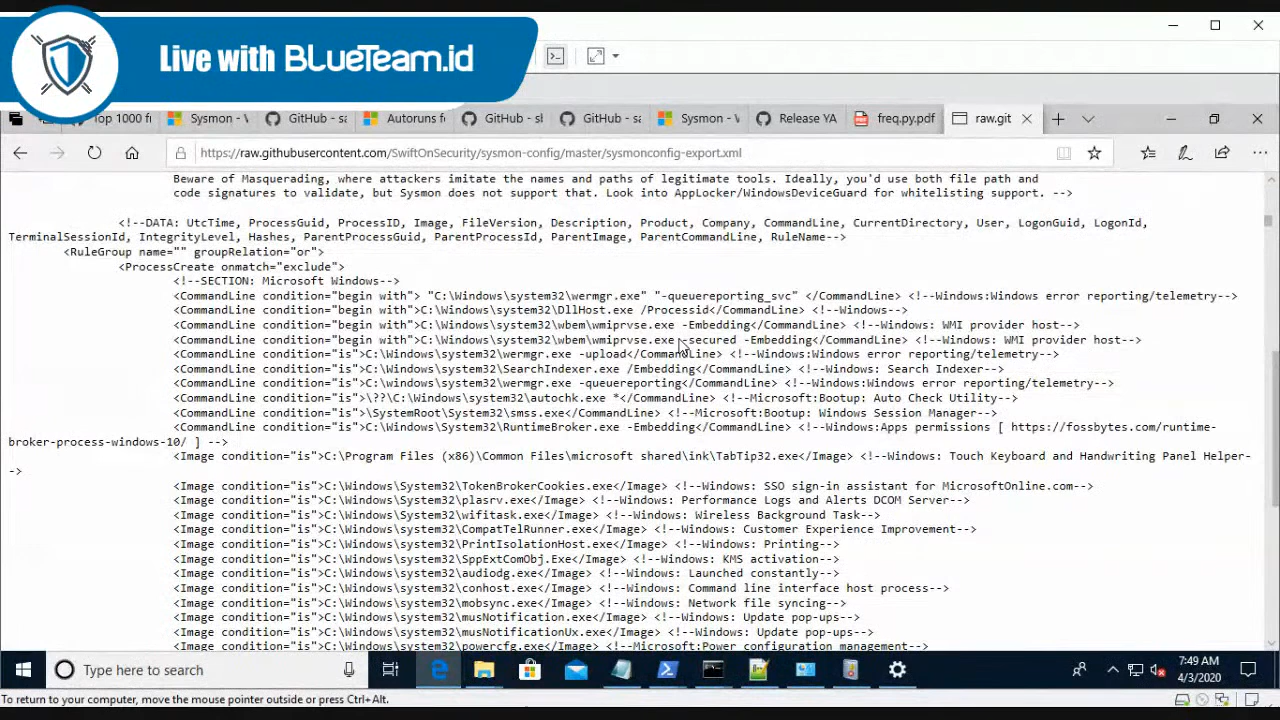 Live with BLUETEAM.id
Top 1000 fi
Sysmon - V
GitHub - sa
Autoruns fo
GitHub - sl
GitHub - sa
Sysmon - V
Release YA
freq.py.pdf
raw.git
https://raw.githubusercontent.com/SwiftOnSecurity/sysmon-config/master/sysmonconfig-export.xml
Beware of Masquerading, where attackers imitate the names and paths of legitimate tools. Ideally, you'd use both file path and
code signatures to validate, but Sysmon does not support that. Look into AppLocker/WindowsDeviceGuard for whitelisting support. -->
<!--DATA: UtcTime, ProcessGuid, ProcessID, Image, FileVersion, Description, Product, Company, CommandLine, CurrentDirectory, User, LogonGuid, LogonId,
TerminalSessionId, IntegrityLevel, Hashes, ParentProcessGuid, ParentProcessId, ParentImage, ParentCommandLine, RuleName-->
<RuleGroup name="" groupRelation="or">
<ProcessCreate onmatch="exclude">
<!--SECTION: Microsoft Windows-->
<CommandLine condition="begin with"> "C:\Windows\system32\wermgr.exe" "-queuereporting_svc" </CommandLine> <!--Windows:Windows error reporting/telemetry-->
<CommandLine condition="begin with">C:\Windows\system32\DllHost.exe /Processid</CommandLine> <!--Windows-->
<CommandLine condition="begin with">C:\Windows\system32\wbem\wmiprvse.exe -Embedding</CommandLine> <!--Windows: WMI provider host-->
<CommandLine condition="begin with">C:\Windows\system32\wbem\wmiprvse.exe -secured -Embedding</CommandLine> <!--Windows: WMI provider host-->
<CommandLine condition="is">C:\Windows\system32\wermgr.exe -upload</CommandLine> <!--Windows:Windows error reporting/telemetry-->
<CommandLine condition="is">C:\Windows\system32\SearchIndexer.exe /Embedding</CommandLine> <!--Windows: Search Indexer-->
<CommandLine condition="is">C:\Windows\system32\wermgr.exe -queuereporting</CommandLine> <!--Windows:Windows error reporting/telemetry-->
<CommandLine condition="is">\??\C:\Windows\system32\autochk.exe *</CommandLine> <!--Microsoft:Bootup: Auto Check Utility-->
<CommandLine condition="is">\SystemRoot\System32\smss.exe</CommandLine> <!--Microsoft:Bootup: Windows Session Manager-->
<CommandLine condition="is">C:\Windows\System32\RuntimeBroker.exe -Embedding</CommandLine> <!--Windows:Apps permissions [ https://fossbytes.com/runtime-
broker-process-windows-10/ ] -->
<Image condition="is">C:\Program Files (x86)\Common Files\microsoft shared\ink\TabTip32.exe</Image> <!--Windows: Touch Keyboard and Handwriting Panel Helper-
->
<Image condition="is">C:\Windows\System32\TokenBrokerCookies.exe</Image> <!--Windows: SSO sign-in assistant for MicrosoftOnline.com-->
<Image condition="is">C:\Windows\System32\plasrv.exe</Image> <!--Windows: Performance Logs and Alerts DCOM Server-->
<Image condition="is">C:\Windows\System32\wifitask.exe</Image> <!--Windows: Wireless Background Task-->
<Image condition="is">C:\Windows\system32\CompatTelRunner.exe</Image> <!--Windows: Customer Experience Improvement-->
<Image condition="is">C:\Windows\system32\PrintIsolationHost.exe</Image> <!--Windows: Printing-->
<Image condition="is">C:\Windows\system32\SppExtComObj.Exe</Image> <!--Windows: KMS activation-->
<Image condition="is">C:\Windows\system32\audiodg.exe</Image> <!--Windows: Launched constantly-->
<Image condition="is">C:\Windows\system32\conhost.exe</Image> <!--Windows: Command line interface host process-->
<Image condition="is">C:\Windows\system32\mobsync.exe</Image> <!--Windows: Network file syncing-->
<Image condition="is">C:\Windows\system32\musNotification.exe</Image> <!--Windows: Update pop-ups-->
<Image condition="is">C:\Windows\system32\musNotificationUx.exe</Image> <!--Windows: Update pop-ups-->
<Image condition="is">C:\Windows\system32\powercfg.exe</Image> <!--Microsoft:Power configuration management-->
Type here to search
7:49 AM
4/3/2020
To return to your computer, move the mouse pointer outside or press Ctrl+Alt.